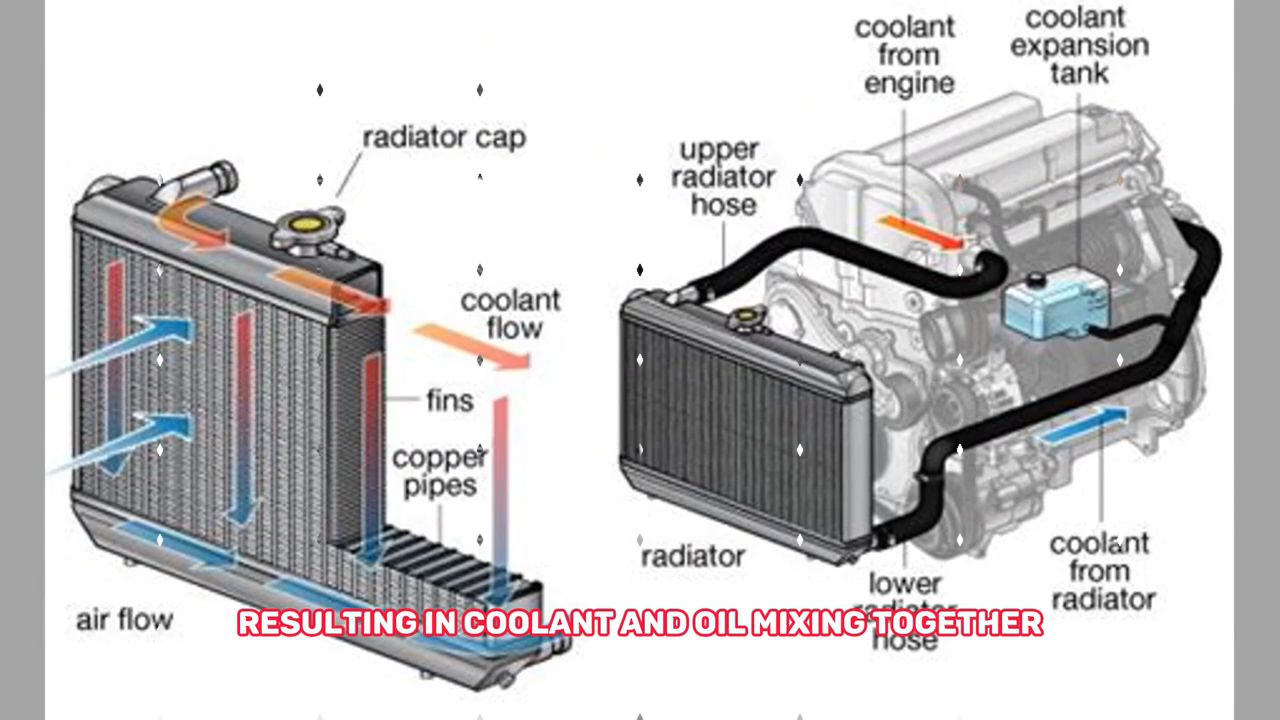 radiator cap
coolant
flow
fins
copper
pipes
air flow
coolant
from
engine
coolant
expansion
tank
upper
radiator
hose
radiator
lower
radiator
hose
coolant
from
radiator
RESULTING IN COOLANT AND OIL MIXING TOGETHER